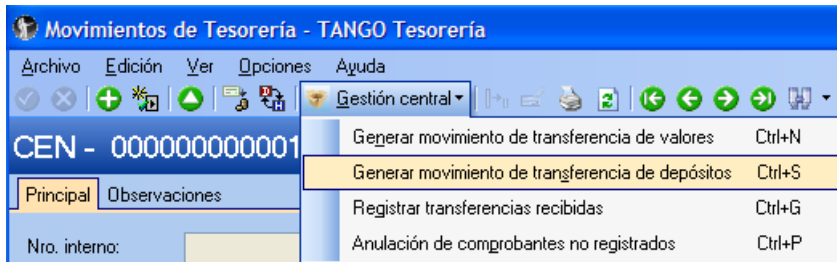 Movimientos de Tesorería - TANGO Tesorería
Archivo Edición Ver Opciones Ayuda
Gestión central
CEN - 000000000001
Generar movimiento de transferencia de valores Ctrl+N
Generar movimiento de transferencia de depósitos Ctrl+S
Principal Observaciones
Registrar transferencias recibidas Ctrl+G
Nro. interno:
Anulación de comprobantes no registrados Ctrl+P